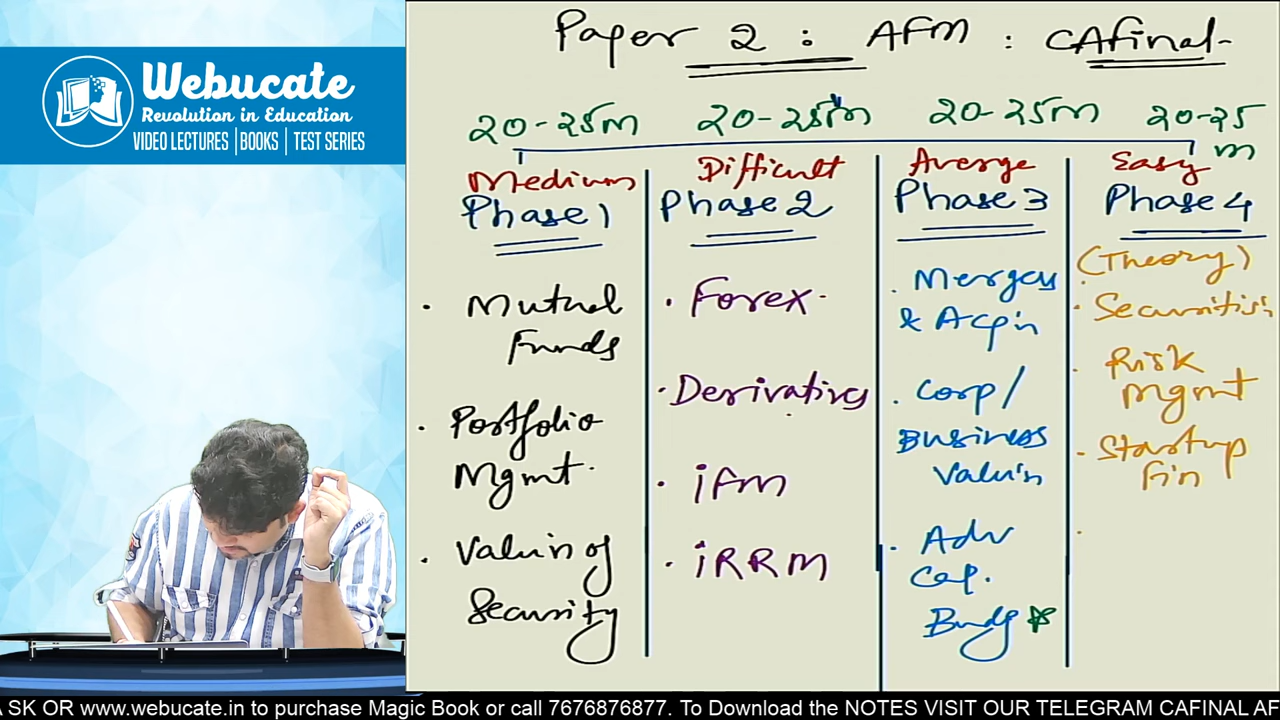 Webucate
Revolution in Education
VIDEO LECTURES | BOOKS | TEST SERIES
Paper 2 : AFM : CAfinal
20-25m
20-25m
20-25m
20-25
m
Medium
Difficult
Averge
Easy
Phase 1
Phase 2
Phase 3
Phase 4
· Mutual
Funds
· Portfolio
Mgmt.
· Valu'n of
Security
· Forex
· Derivatives
· iFM
· iRRM
· Mergers
& Acp'n
· Corp/
Business
Valu'n
· Adv
Cap.
Budg *
(Theory)
· Securitis'n
· Risk
Mgmt
· Startup
Fin
A SK OR www.webucate.in to purchase Magic Book or call 7676876877. To Download the NOTES VISIT OUR TELEGRAM CAFINAL AF